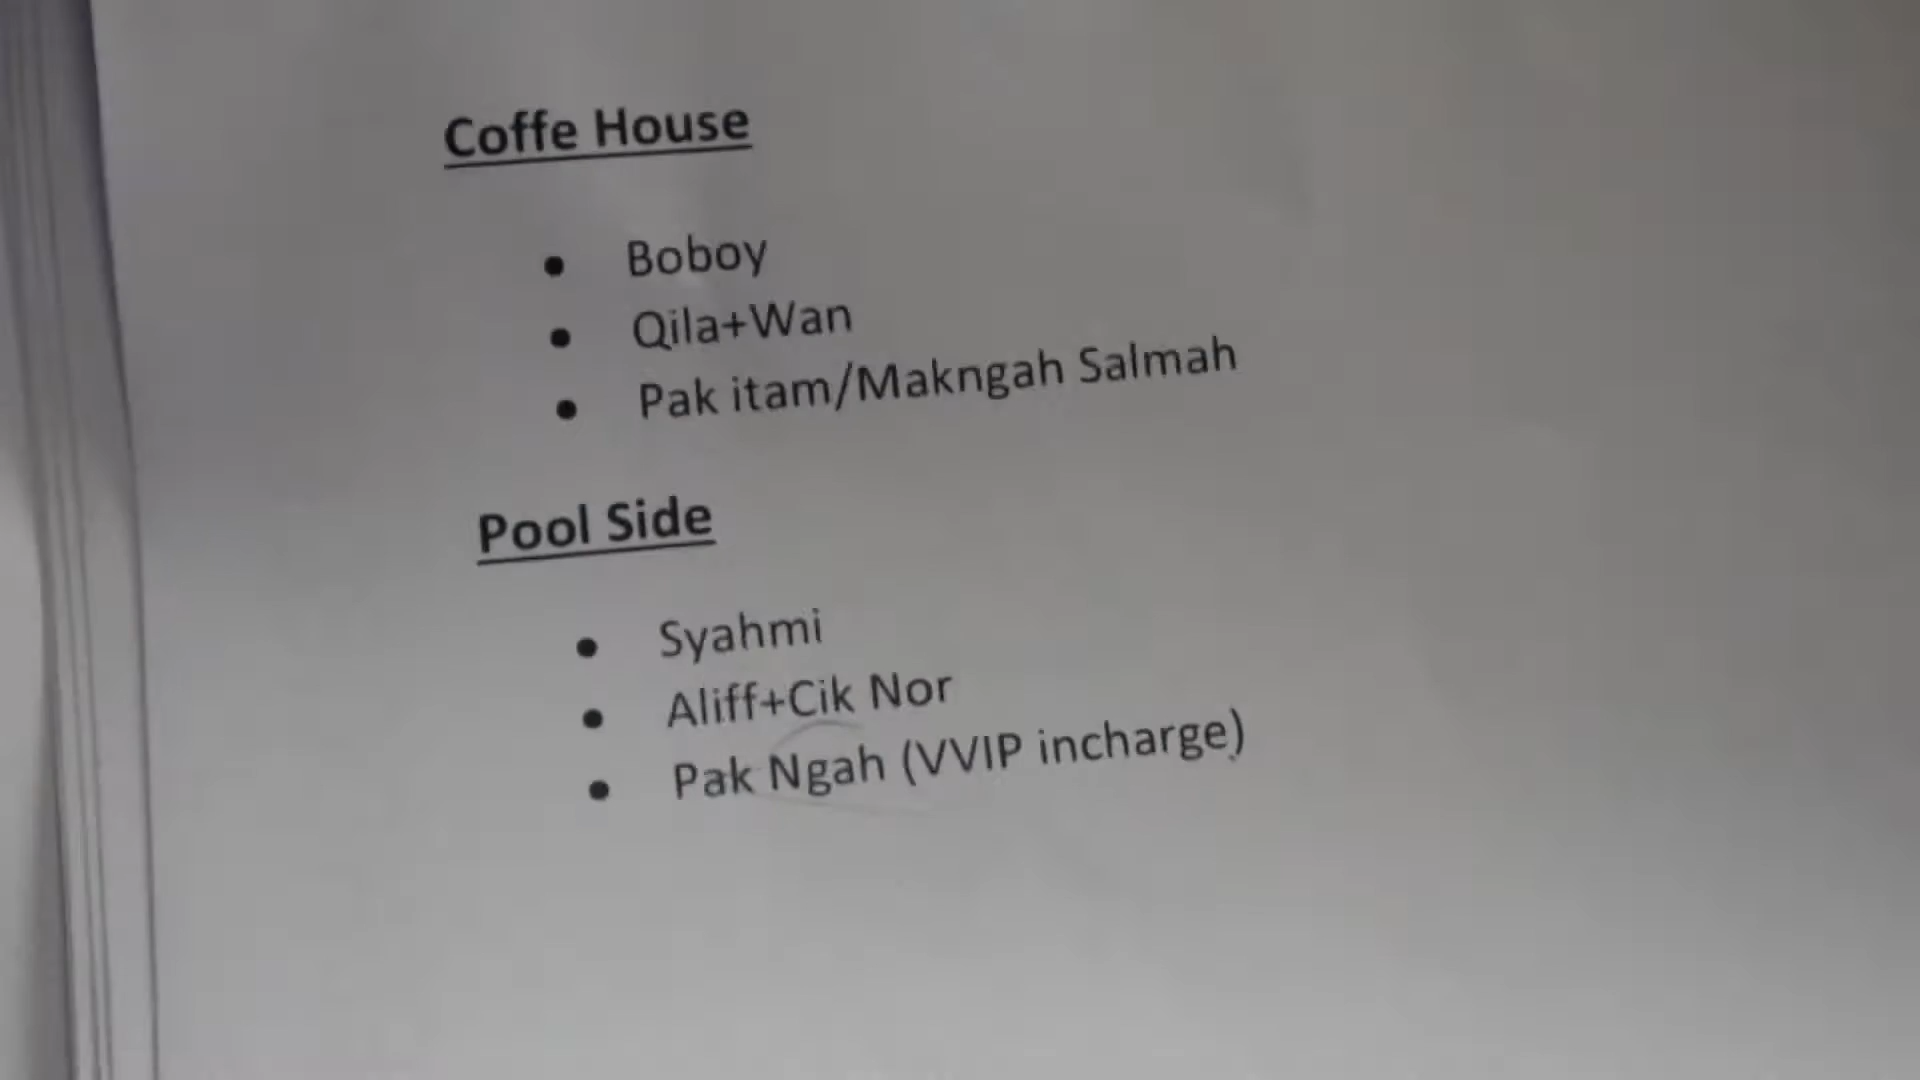 Coffe House
• Boboy
• Qila+Wan
• Pak itam/Makngah Salmah
Pool Side
• Syahmi
• Aliff+Cik Nor
• Pak Ngah (VVIP incharge)